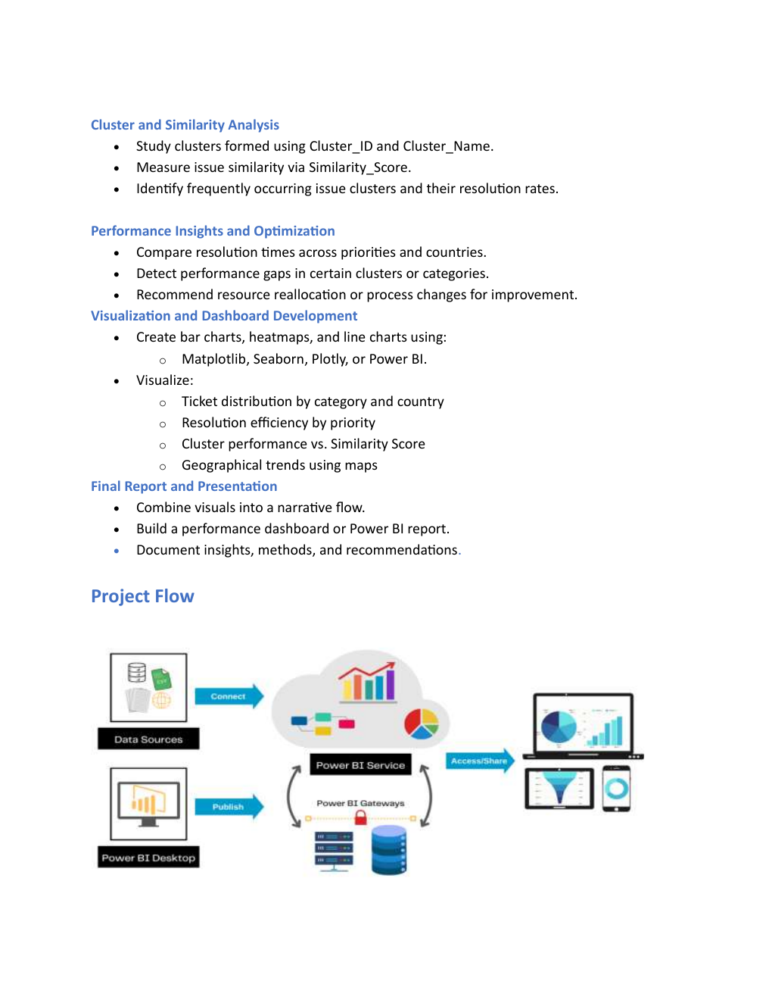 Cluster and Similarity Analysis
• Study clusters formed using Cluster_ID and Cluster_Name.
• Measure issue similarity via Similarity_Score.
• Identify frequently occurring issue clusters and their resolution rates.
Performance Insights and Optimization
• Compare resolution times across priorities and countries.
• Detect performance gaps in certain clusters or categories.
• Recommend resource reallocation or process changes for improvement.
Visualization and Dashboard Development
• Create bar charts, heatmaps, and line charts using:
o Matplotlib, Seaborn, Plotly, or Power BI.
• Visualize:
o Ticket distribution by category and country
o Resolution efficiency by priority
o Cluster performance vs. Similarity Score
o Geographical trends using maps
Final Report and Presentation
• Combine visuals into a narrative flow.
• Build a performance dashboard or Power BI report.
• Document insights, methods, and recommendations.
Project Flow
CSV
Connect
Data Sources
Power BI Service
Access/Share
Power BI Gateways
Publish
Power BI Desktop